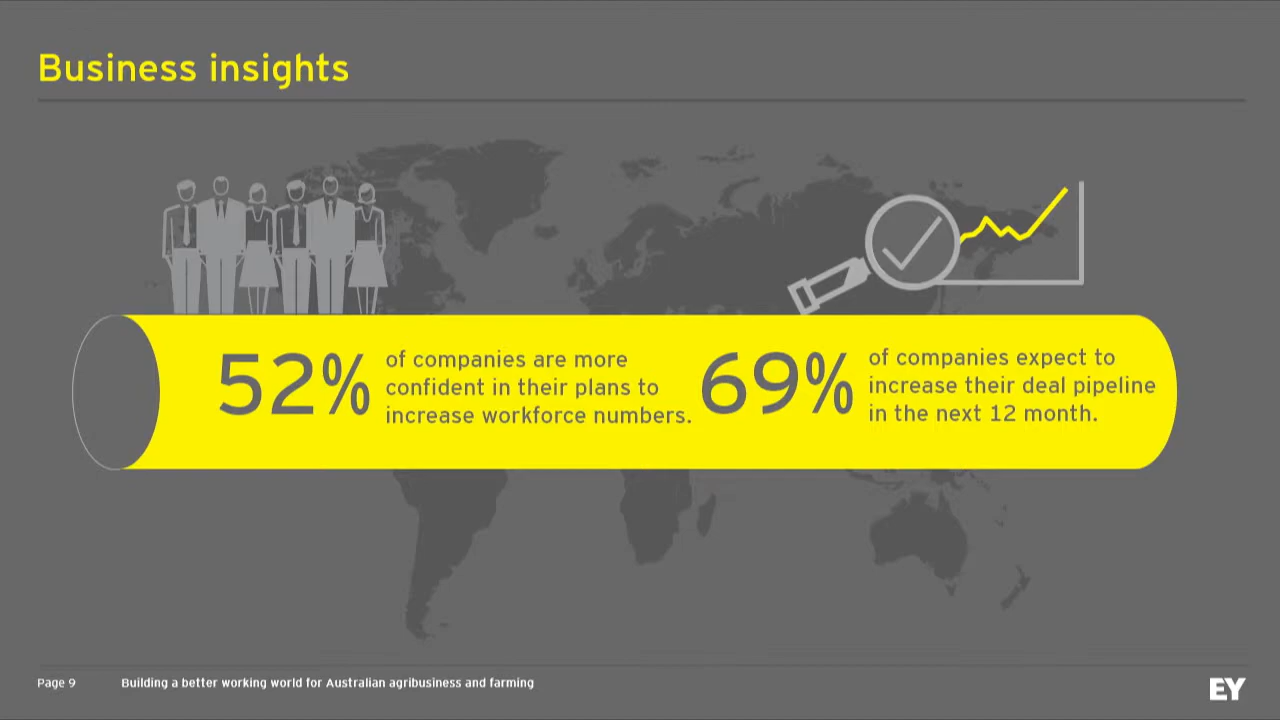 Business insights
52%
of companies are more
confident in their plans to
increase workforce numbers.
69%
of companies expect to
increase their deal pipeline
in the next 12 month.
Page 9
Building a better working world for Australian agribusiness and farming
EY